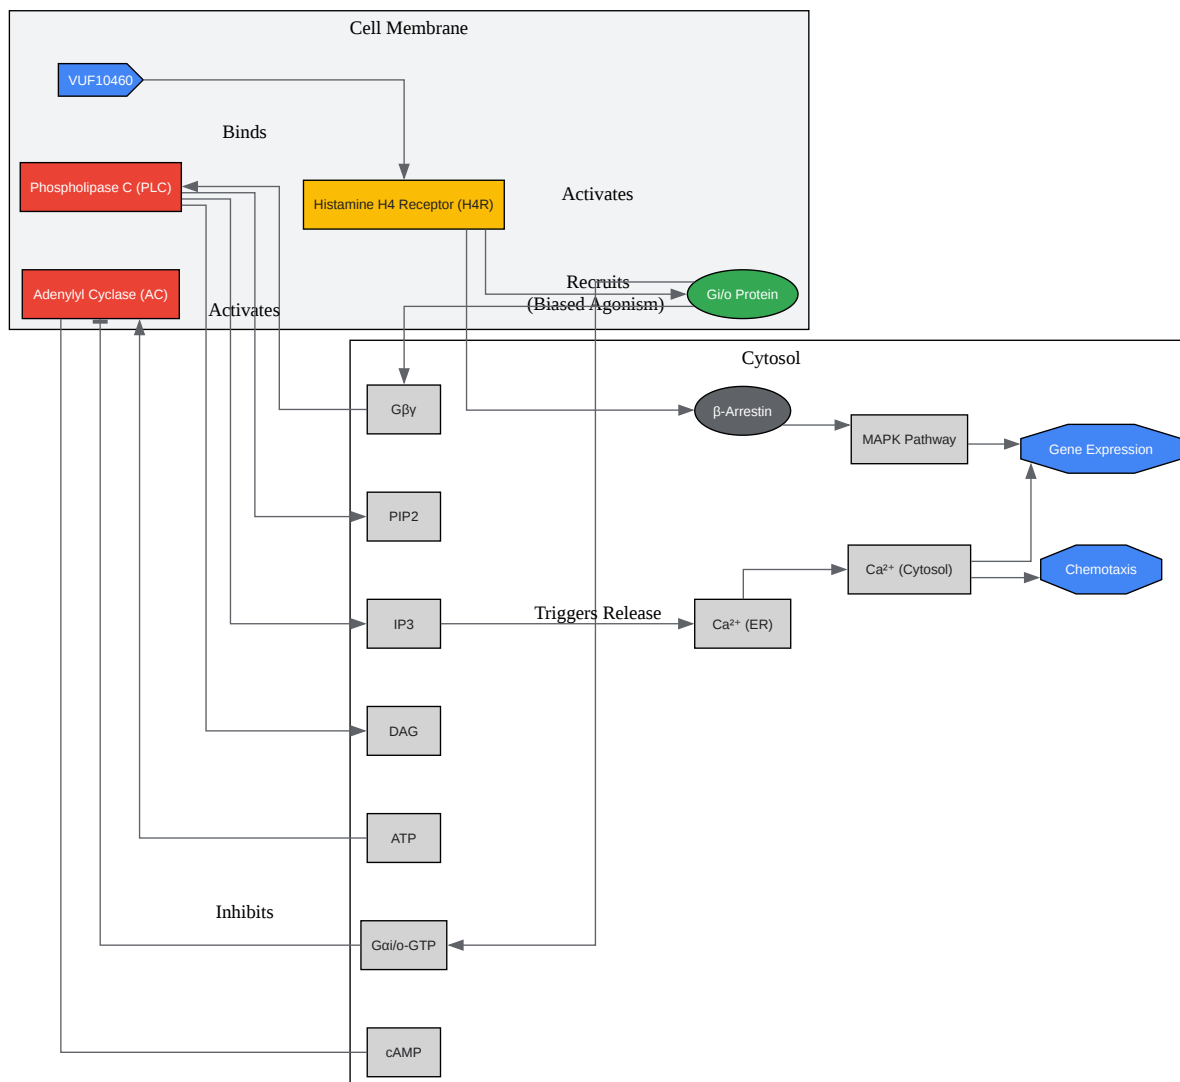 Cell Membrane
VUF10460
Binds
Phospholipase C (PLC)
Histamine H4 Receptor (H4R)
Activates
Adenylyl Cyclase (AC)
Activates
Recruits
(Biased Agonism)
Gi/o Protein
Cytosol
Gβγ
β-Arrestin
MAPK Pathway
Gene Expression
PIP2
Ca²⁺ (Cytosol)
Chemotaxis
IP3
Triggers Release
Ca²⁺ (ER)
DAG
ATP
Inhibits
Gαi/o-GTP
cAMP